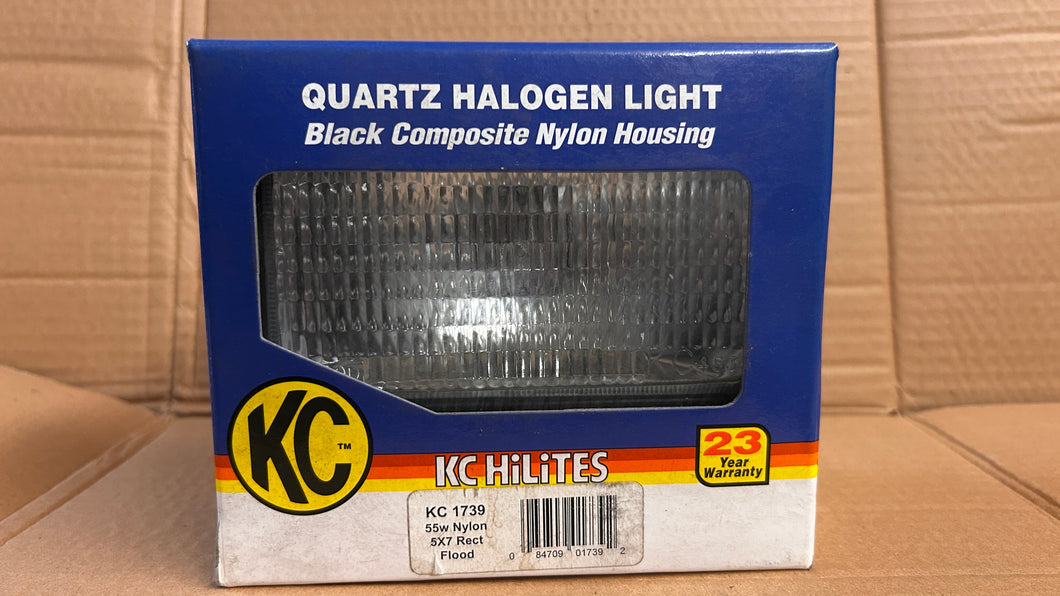 QUARTZ HALOGEN LIGHT
Black Composite Nylon Housing
KC™
KC HiLiTES
23
Year
Warranty
KC 1739
55w Nylon
5X7 Rect
Flood
0 84709 01739 2